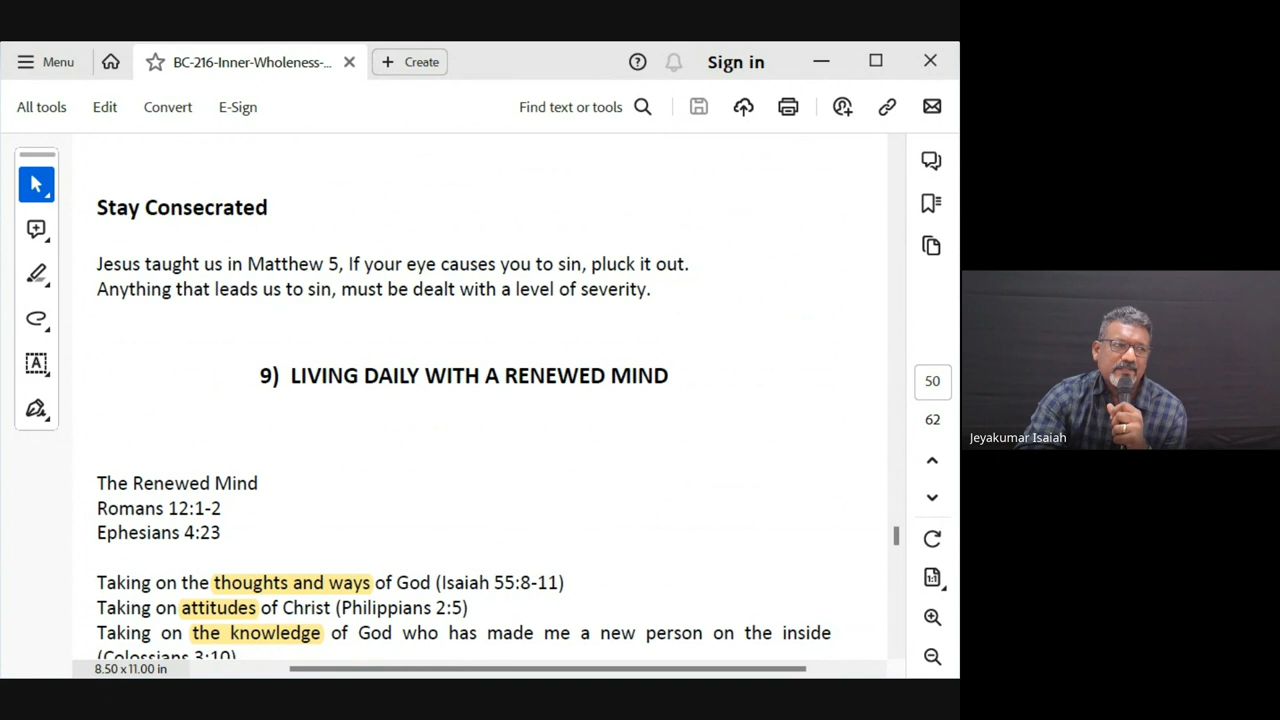 Menu
BC-216-Inner-Wholeness-...
Create
Sign in
All tools
Edit
Convert
E-Sign
Find text or tools
Stay Consecrated
Jesus taught us in Matthew 5, If your eye causes you to sin, pluck it out.
Anything that leads us to sin, must be dealt with a level of severity.
9) LIVING DAILY WITH A RENEWED MIND
The Renewed Mind
Romans 12:1-2
Ephesians 4:23
Taking on the thoughts and ways of God (Isaiah 55:8-11)
Taking on attitudes of Christ (Philippians 2:5)
Taking on the knowledge of God who has made me a new person on the inside
(Colossians 3:10)
8.50 x 11.00 in
50
62
1:1
A
Jeyakumar Isaiah